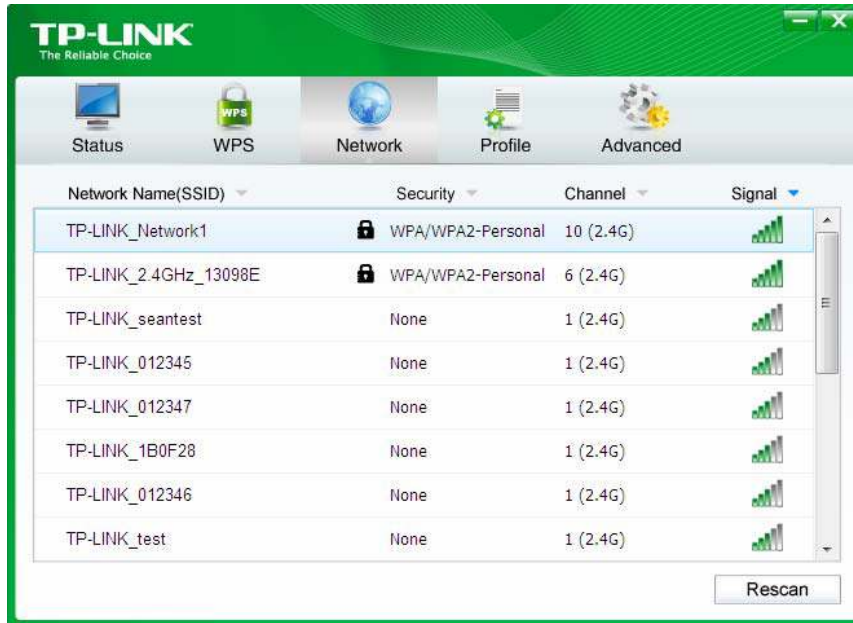 TP-LINK
The Reliable Choice
Status WPS Network Profile Advanced
Network Name(SSID) Security Channel Signal
TP-LINK_Network1 WPA/WPA2-Personal 10 (2.4G)
TP-LINK_2.4GHz_13098E WPA/WPA2-Personal 6 (2.4G)
TP-LINK_seantest None 1 (2.4G)
TP-LINK_012345 None 1 (2.4G)
TP-LINK_012347 None 1 (2.4G)
TP-LINK_1B0F28 None 1 (2.4G)
TP-LINK_012346 None 1 (2.4G)
TP-LINK_test None 1 (2.4G)
Rescan